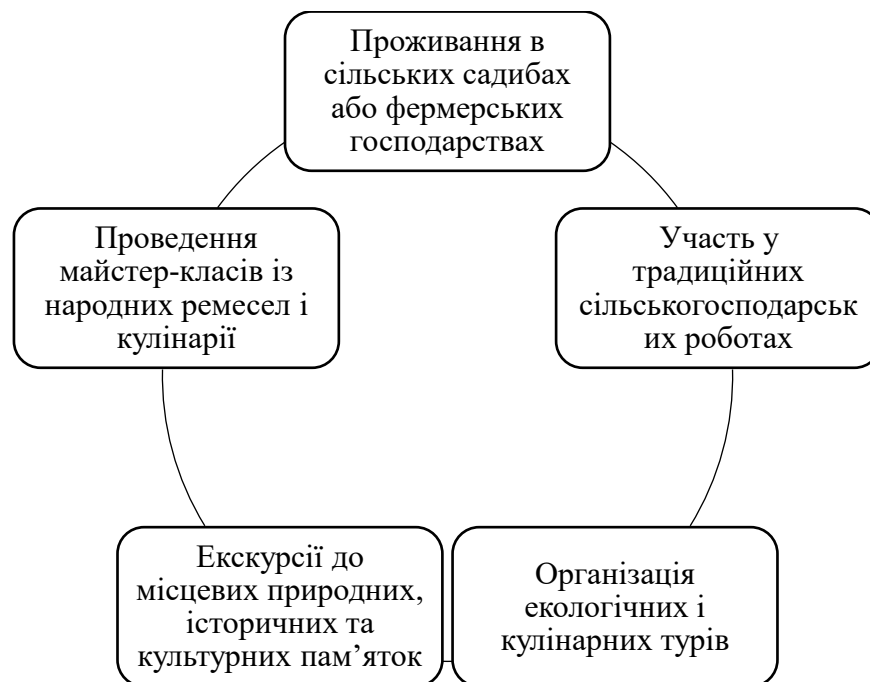 Проживання в
сільських садибах
або фермерських
господарствах
Участь у
традиційних
сільськогосподарськ
их роботах
Організація
екологічних і
кулінарних турів
Екскурсії до
місцевих природних,
історичних та
культурних пам’яток
Проведення
майстер-класів із
народних ремесел і
кулінарії